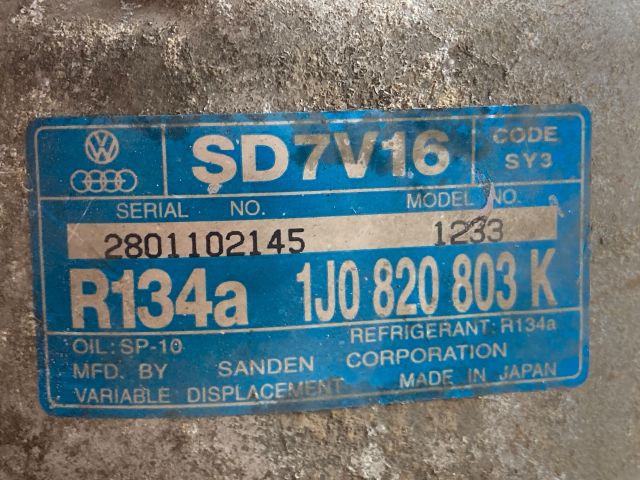 SD7V16
CODE
SY3
SERIAL NO. MODEL NO.
2801102145 1233
R134a 1J0 820 803 K
OIL: SP-10 REFRIGERANT: R134a
MFD. BY SANDEN CORPORATION
VARIABLE DISPLACEMENT MADE IN JAPAN